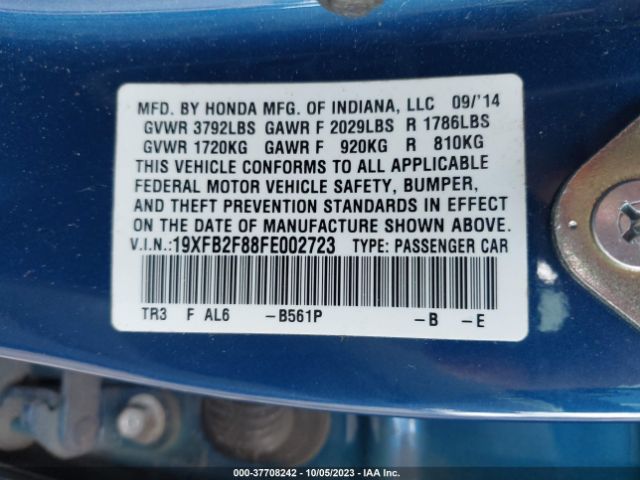 MFD. BY HONDA MFG. OF INDIANA, LLC 09/'14
GVWR 3792LBS GAWR F 2029LBS R 1786LBS
GVWR 1720KG GAWR F 920KG R 810KG
THIS VEHICLE CONFORMS TO ALL APPLICABLE
FEDERAL MOTOR VEHICLE SAFETY, BUMPER,
AND THEFT PREVENTION STANDARDS IN EFFECT
ON THE DATE OF MANUFACTURE SHOWN ABOVE.
V.I.N.:19XFB2F88FE002723 TYPE: PASSENGER CAR
TR3 F AL6 -B561P -B -E
000-37708242 - 10/05/2023 - IAA Inc.